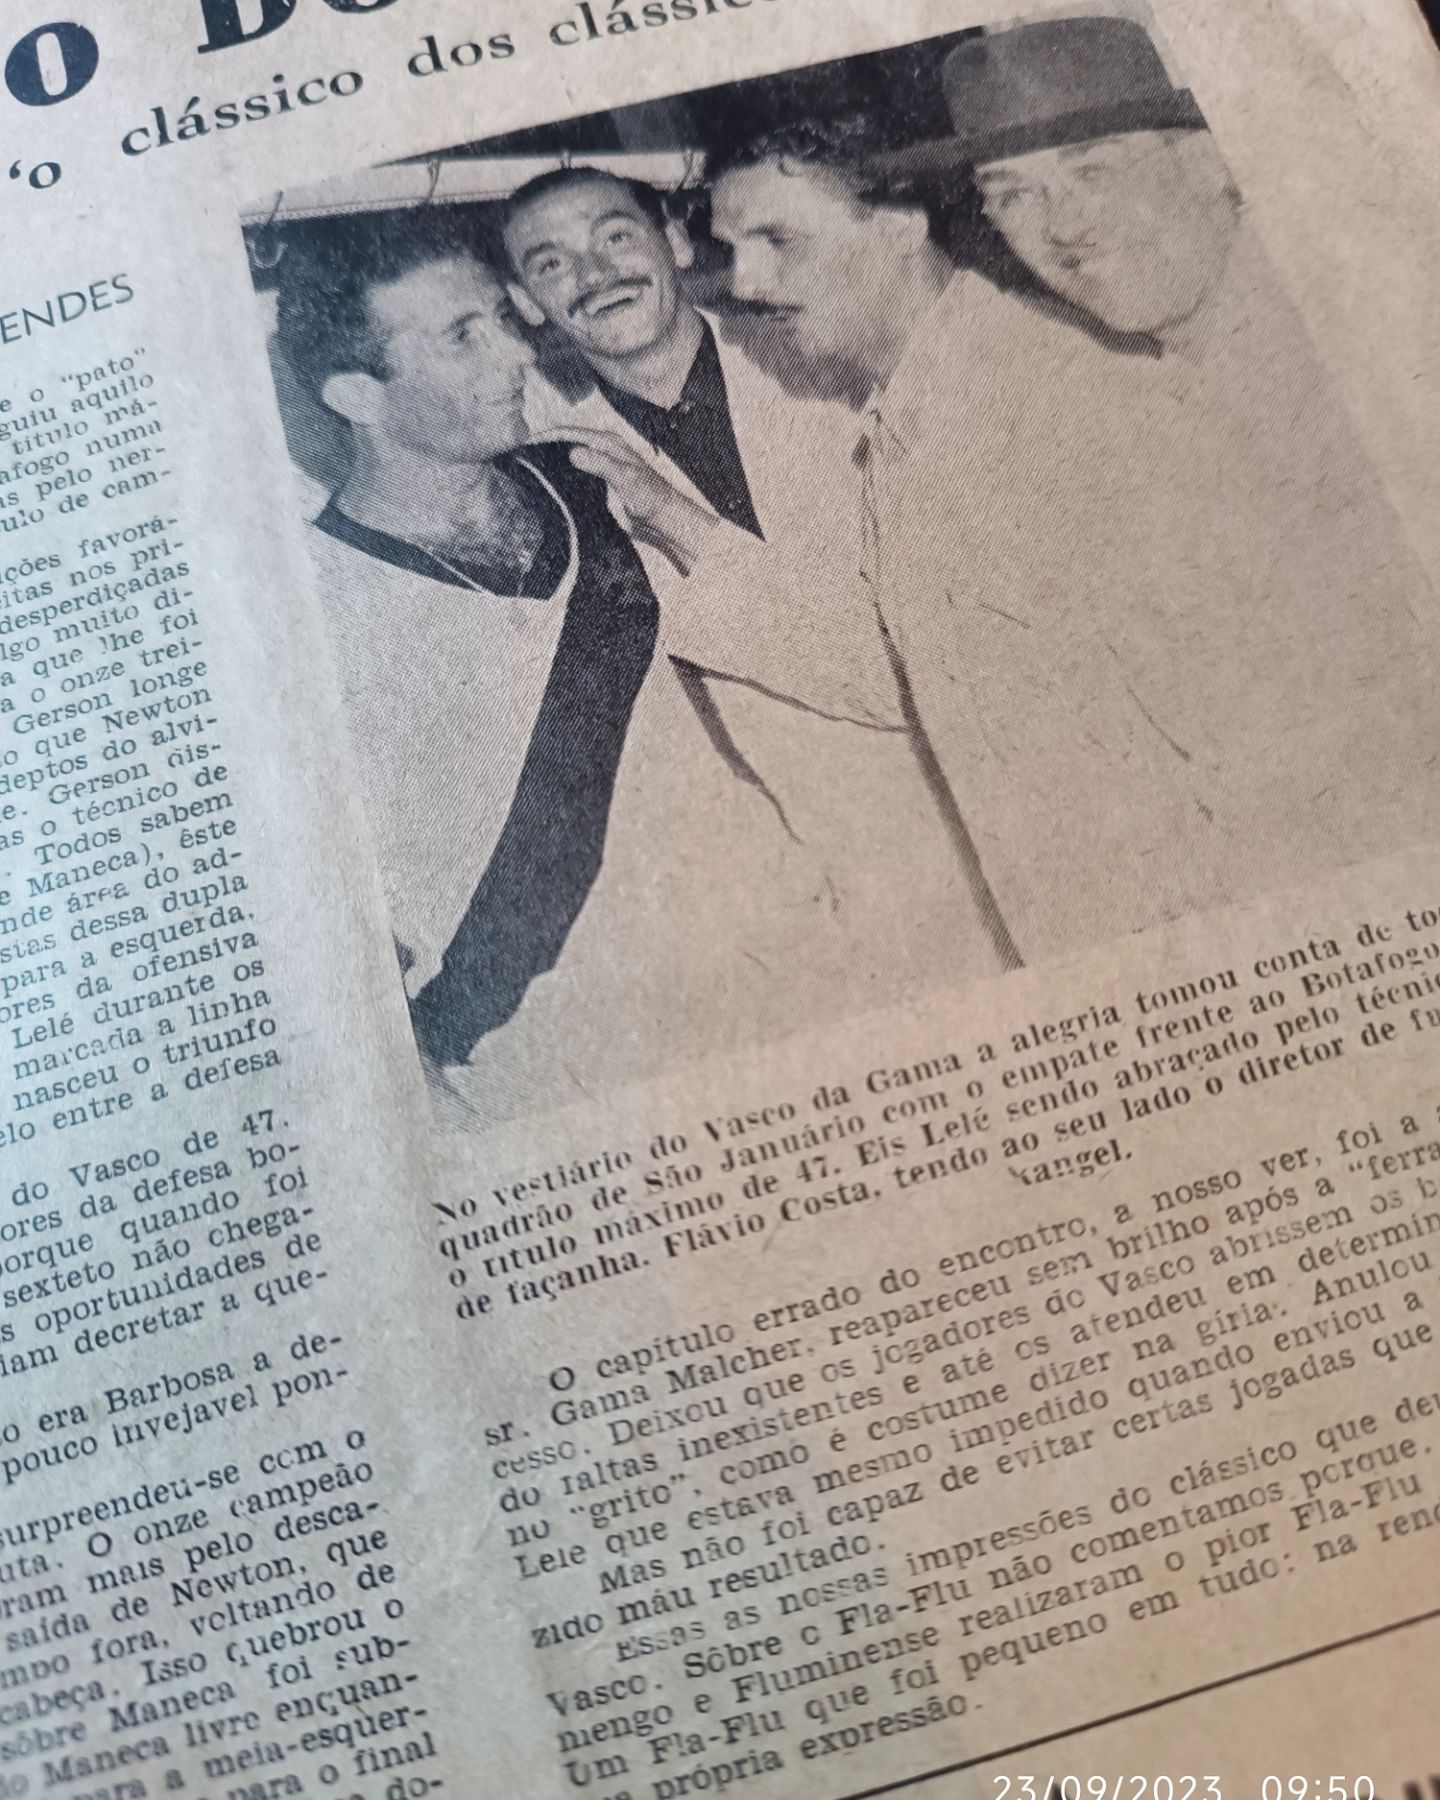 o
'o clássico dos clássic
ENDES
e o "pato"
guiu aquilo
titulo má-
afogo numa
as pelo ner-
ulo de cam-
ções favorá-
eitas nos pri-
desperdiçadas
lgo muito di-
a que lhe foi
a o onze trei-
Gerson longe
o que Newton
deptos do alvi-
e. Gerson dis-
as o técnico de
Todos sabem
e Maneca), êste
nde área do ad-
stas dessa dupla
para a esquerda.
ores da ofensiva
Lelé durante os
marcada a linha
nasceu o triunfo
elo entre a defesa
do Vasco de 47.
ores da defesa bo-
porque quando foi
sexteto não chega-
s oportunidades de
iam decretar a que-
o era Barbosa a de-
pouco invejavel pon-
surpreendeu-se com o
uta. O onze campeão
ram mais pelo desca-
saída de Newton, que
mpo fora, voltando de
cabeça. Isso quebrou o
sôbre Maneca foi sub-
do Maneca livre enquan-
para a meia-esquer-
para o final
do-
No vestiário do Vasco da Gama a alegria tomou conta de to
quadrão de São Januário com o empate frente ao Botafogo
o título máximo de 47. Eis Lelé sendo abraçado pelo técni
de façanha. Flávio Costa, tendo ao seu lado o diretor de fu
Rangel.
O capítulo errado do encontro, a nosso ver, foi a
sr. Gama Malcher, reapareceu sem brilho após a "ferra
cesso. Deixou que os jogadores do Vasco abrissem os b
do faltas inexistentes e até os atendeu em determin
no "grito", como é costume dizer na gíria. Anulou
Lelé que estava mesmo impedido quando enviou a
Mas não foi capaz de evitar certas jogadas que
zido máu resultado.
Essas as nossas impressões do clássico que deu
Vasco. Sôbre o Fla-Flu não comentamos porque.
mengo e Fluminense realizaram o pior Fla-Flu
Um Fla-Flu que foi pequeno em tudo: na ren
própria expressão.
23/09/2023 09:50